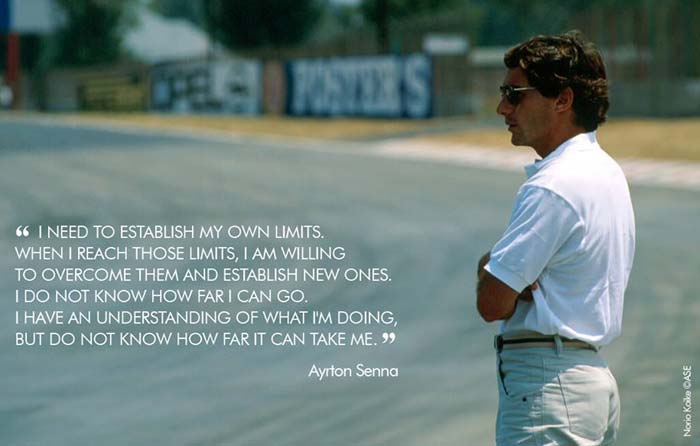 FOSTER'S
“ I NEED TO ESTABLISH MY OWN LIMITS.
WHEN I REACH THOSE LIMITS, I AM WILLING
TO OVERCOME THEM AND ESTABLISH NEW ONES.
I DO NOT KNOW HOW FAR I CAN GO.
I HAVE AN UNDERSTANDING OF WHAT I'M DOING,
BUT DO NOT KNOW HOW FAR IT CAN TAKE ME. ”
Ayrton Senna
Norio Koike ©ASE